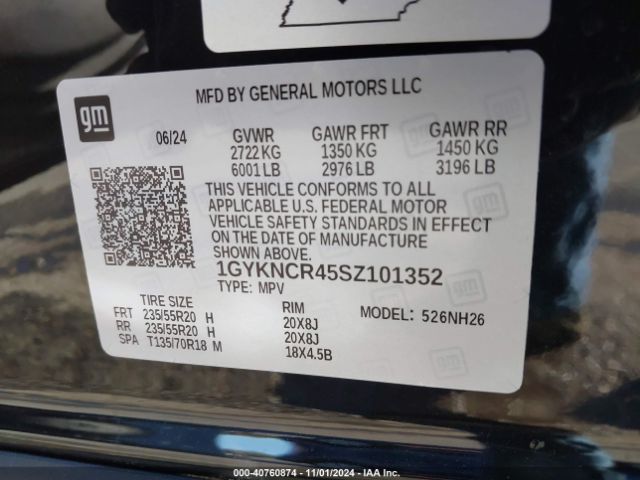 gm
MFD BY GENERAL MOTORS LLC
06/24 GVWR GAWR FRT GAWR RR
2722 KG 1350 KG 1450 KG
6001 LB 2976 LB 3196 LB
THIS VEHICLE CONFORMS TO ALL
APPLICABLE U.S. FEDERAL MOTOR
VEHICLE SAFETY STANDARDS IN EFFECT
ON THE DATE OF MANUFACTURE
SHOWN ABOVE.
1GYKNCR45SZ101352
TYPE: MPV
TIRE SIZE RIM MODEL: 526NH26
FRT 235/55R20 H 20X8J
RR 235/55R20 H 20X8J
SPA T135/70R18 M 18X4.5B
000-40760874 - 11/01/2024 - IAA Inc.